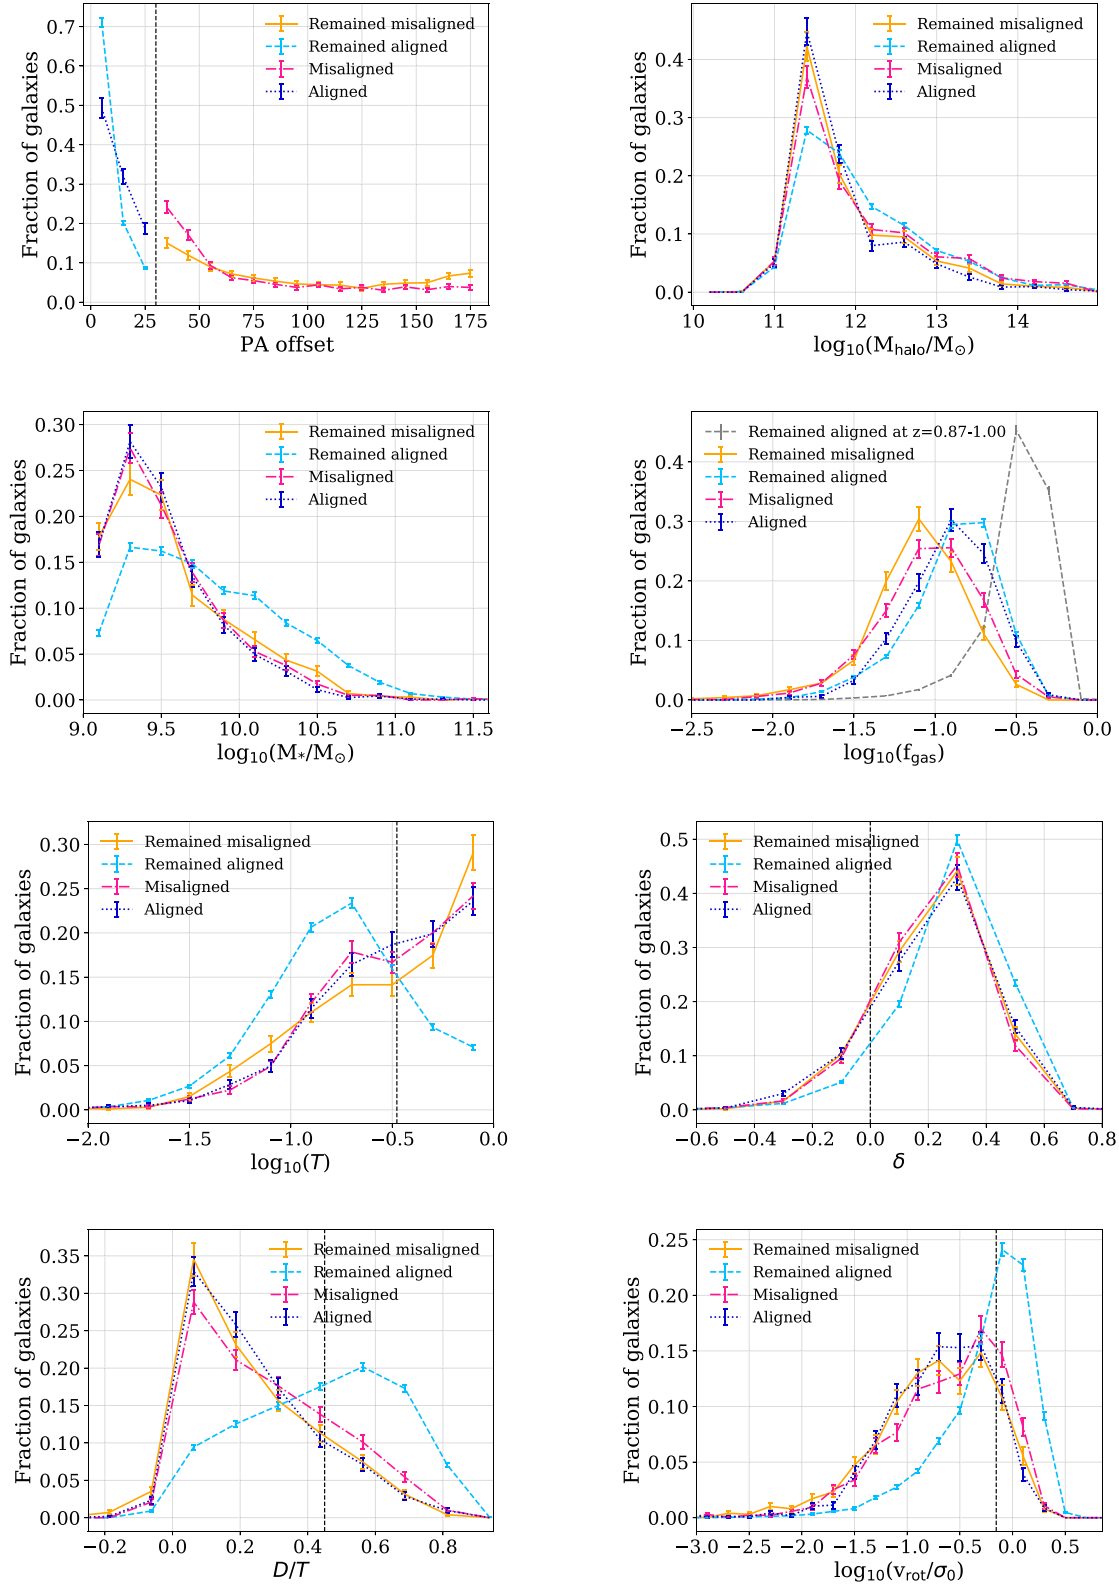 Fraction of galaxies
0.7
0.6
0.5
0.4
0.3
0.2
0.1
0.0
Remained misaligned
Remained aligned
Misaligned
Aligned
0 25 50 75 100 125 150 175
PA offset
Fraction of galaxies
0.4
0.3
0.2
0.1
0.0
Remained misaligned
Remained aligned
Misaligned
Aligned
10 11 12 13 14
log₁₀(M_halo/M_⊙)
Fraction of galaxies
0.30
0.25
0.20
0.15
0.10
0.05
0.00
Remained misaligned
Remained aligned
Misaligned
Aligned
9.0 9.5 10.0 10.5 11.0 11.5
log₁₀(M_*/M_⊙)
Fraction of galaxies
0.4
0.3
0.2
0.1
0.0
Remained aligned at z=0.87-1.00
Remained misaligned
Remained aligned
Misaligned
Aligned
−2.5 −2.0 −1.5 −1.0 −0.5 0.0
log₁₀(f_gas)
Fraction of galaxies
0.30
0.25
0.20
0.15
0.10
0.05
0.00
Remained misaligned
Remained aligned
Misaligned
Aligned
−2.0 −1.5 −1.0 −0.5 0.0
log₁₀(T)
Fraction of galaxies
0.5
0.4
0.3
0.2
0.1
0.0
Remained misaligned
Remained aligned
Misaligned
Aligned
−0.6 −0.4 −0.2 0.0 0.2 0.4 0.6 0.8
δ
Fraction of galaxies
0.35
0.30
0.25
0.20
0.15
0.10
0.05
0.00
Remained misaligned
Remained aligned
Misaligned
Aligned
−0.2 0.0 0.2 0.4 0.6 0.8
D/T
Fraction of galaxies
0.25
0.20
0.15
0.10
0.05
0.00
Remained misaligned
Remained aligned
Misaligned
Aligned
−3.0 −2.5 −2.0 −1.5 −1.0 −0.5 0.0 0.5
log₁₀(v_rot/σ₀)